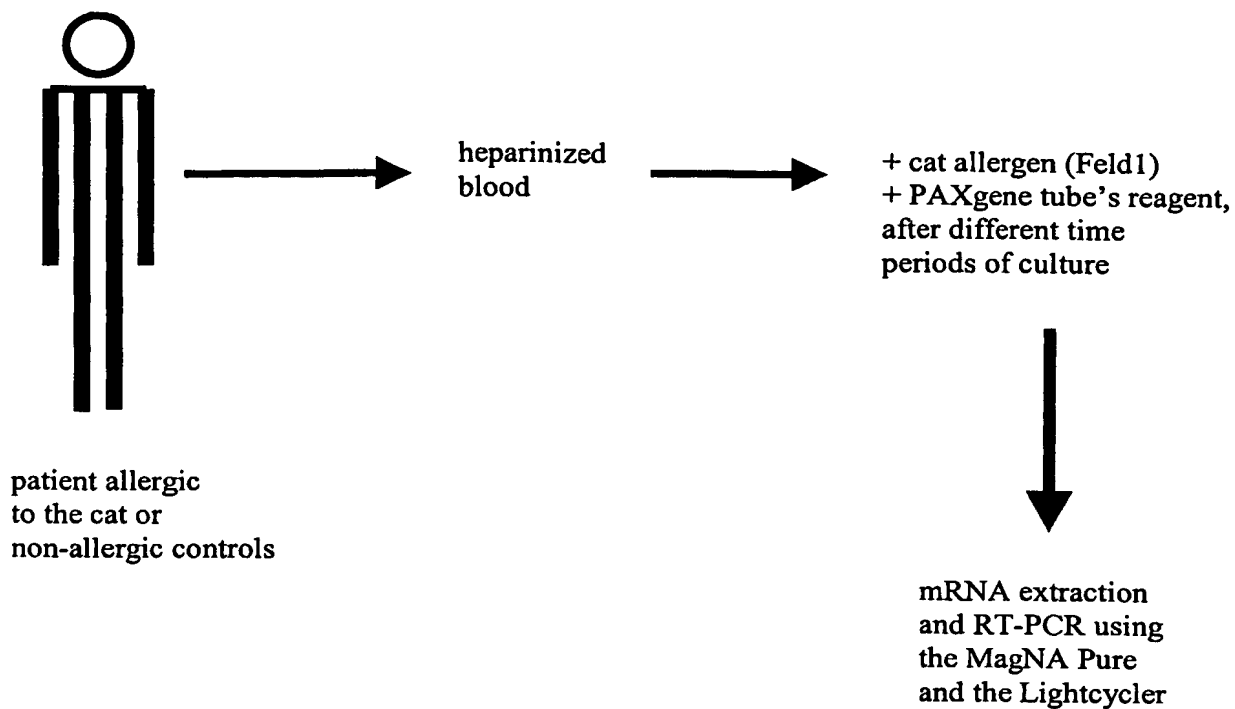 heparinized
blood
+ cat allergen (Feld1)
+ PAXgene tube's reagent,
after different time
periods of culture
patient allergic
to the cat or
non-allergic controls
mRNA extraction
and RT-PCR using
the MagNA Pure
and the Lightcycler